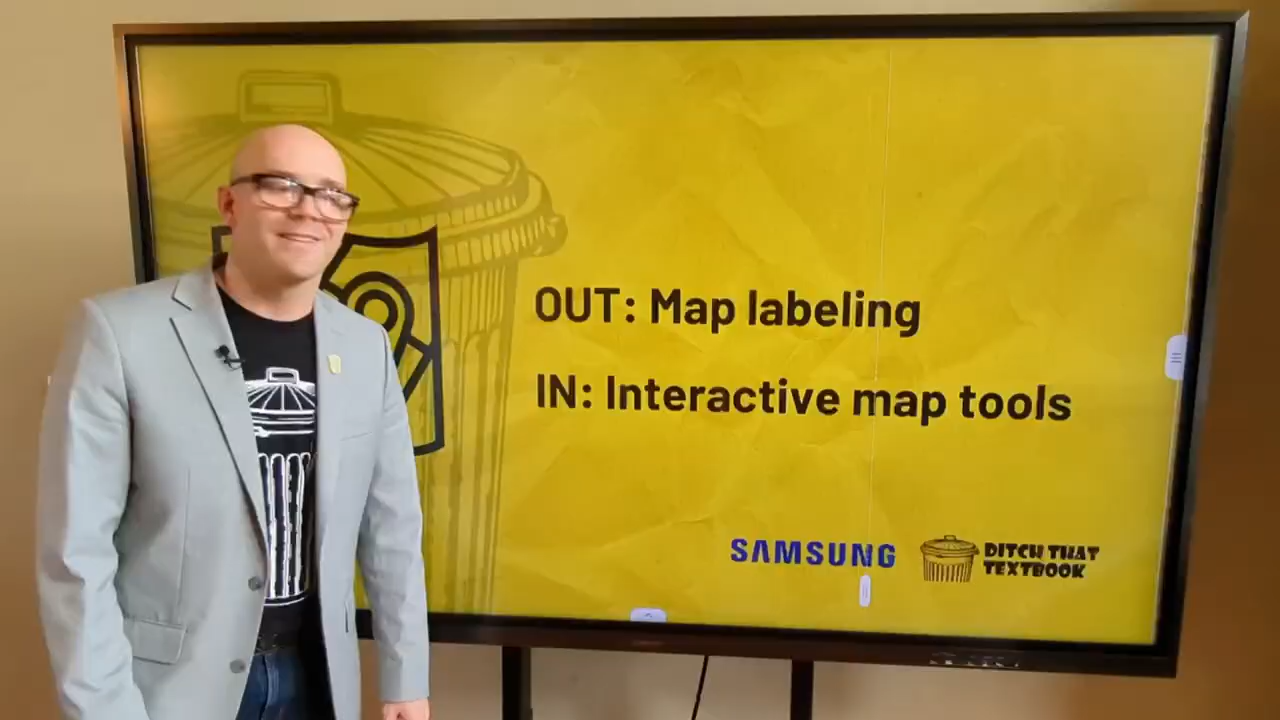 OUT: Map labeling
IN: Interactive map tools
SAMSUNG
DITCH THAT
TEXTBOOK